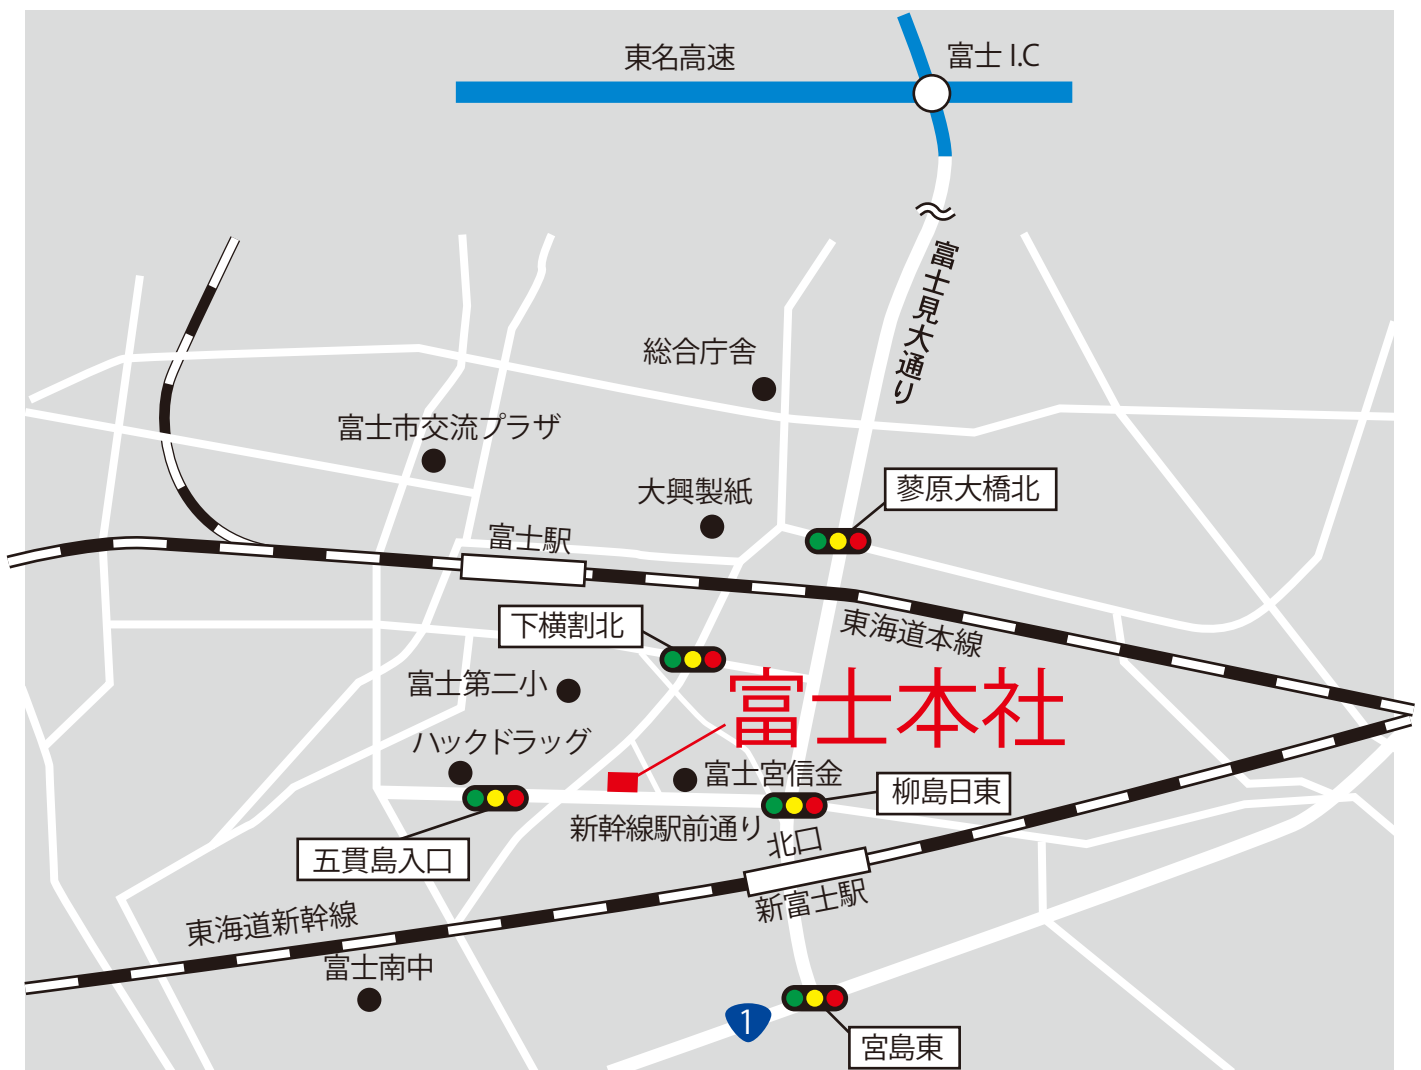 東名高速
富士 I.C
富士見大通り
総合庁舎
富士市交流プラザ
大興製紙
蓼原大橋北
富士駅
下横割北
東海道本線
富士第二小
富士本社
ハックドラッグ
富士宮信金
柳島日東
新幹線駅前通り
北口
五貫島入口
新富士駅
東海道新幹線
富士南中
1
宮島東